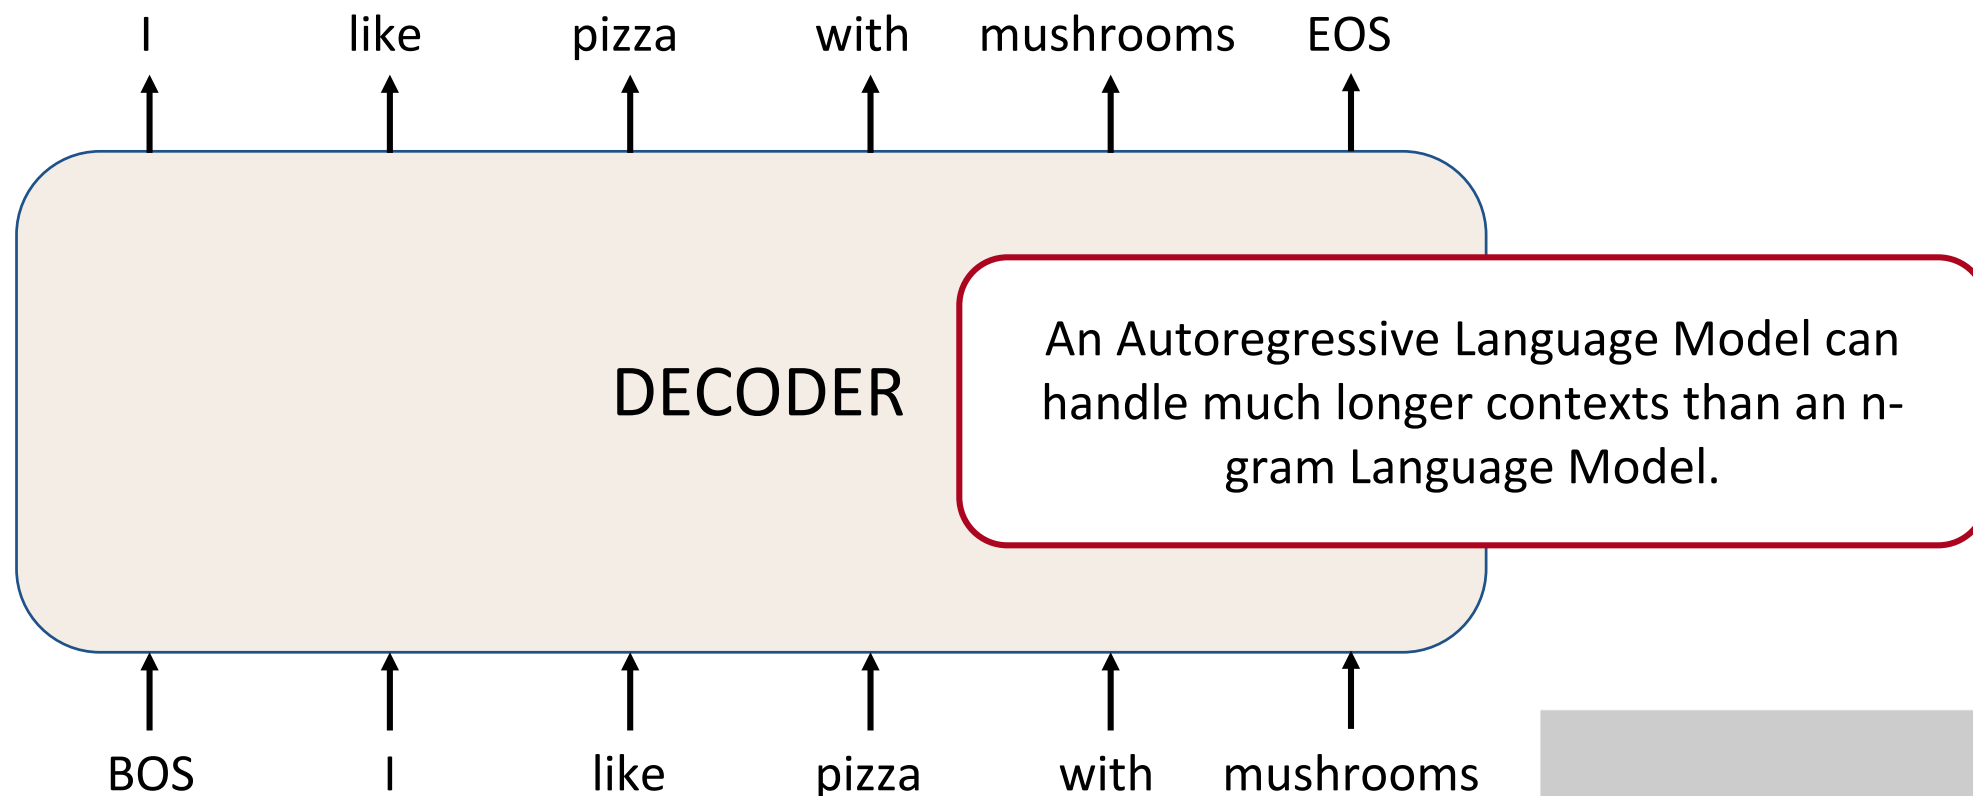 I like pizza with mushrooms EOS
DECODER
An Autoregressive Language Model can
handle much longer contexts than an n-
gram Language Model.
BOS I like pizza with mushrooms